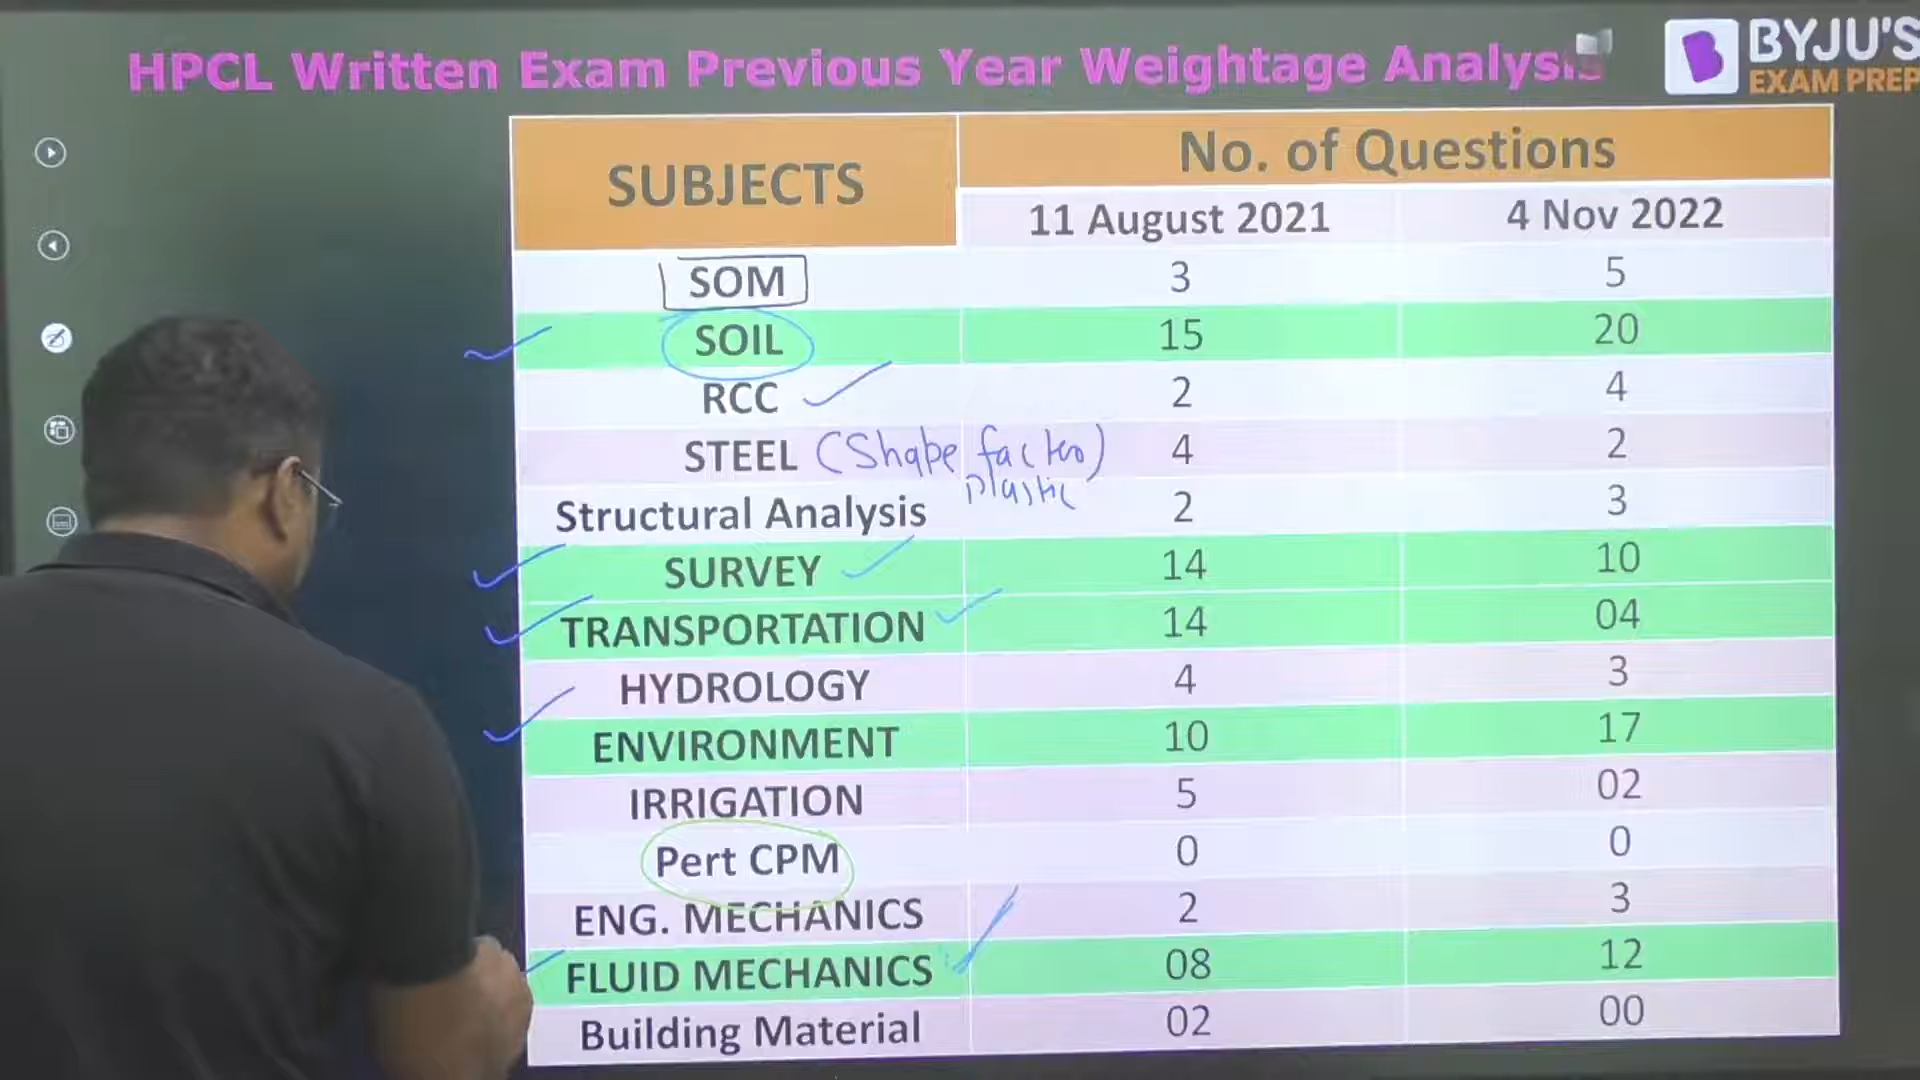 HPCL Written Exam Previous Year Weightage Analysis
BYJU'S
EXAM PREP
SUBJECTS No. of Questions
11 August 2021 4 Nov 2022
SOM 3 5
SOIL 15 20
RCC 2 4
STEEL (Shape factor) 4 2
Plastic
Structural Analysis 2 3
SURVEY 14 10
TRANSPORTATION 14 04
HYDROLOGY 4 3
ENVIRONMENT 10 17
IRRIGATION 5 02
Pert CPM 0 0
ENG. MECHANICS 2 3
FLUID MECHANICS 08 12
Building Material 02 00